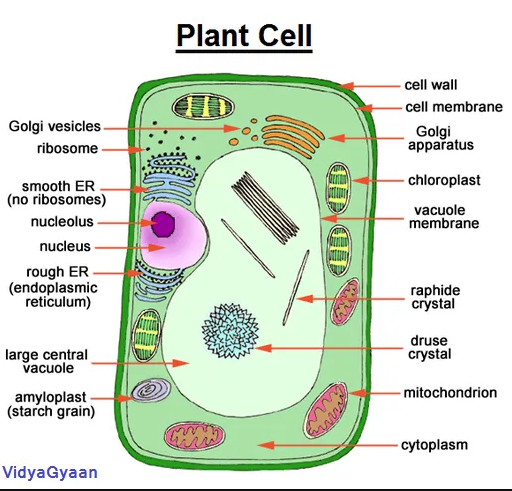 Plant Cell
Golgi vesicles
ribosome
smooth ER
(no ribosomes)
nucleolus
nucleus
rough ER
(endoplasmic
reticulum)
large central
vacuole
amyloplast
(starch grain)
cell wall
cell membrane
Golgi
apparatus
chloroplast
vacuole
membrane
raphide
crystal
druse
crystal
mitochondrion
cytoplasm
VidyaGyaan